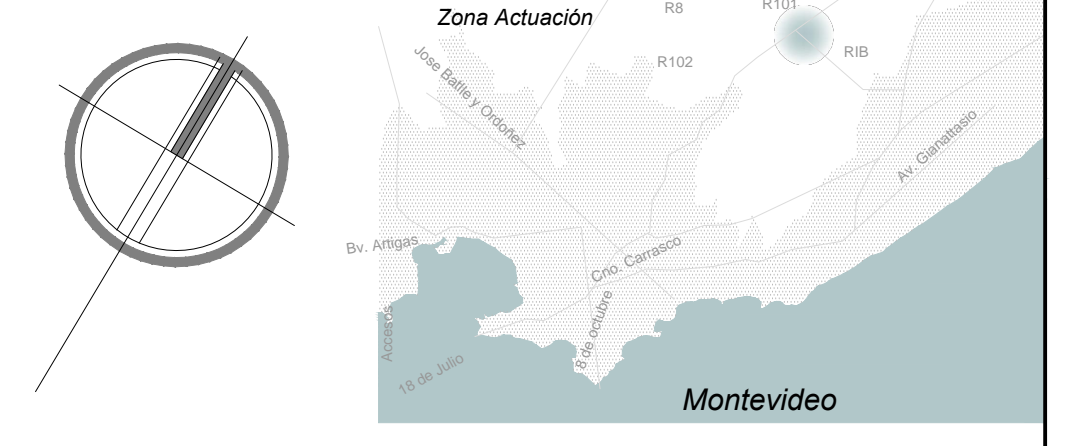 Zona Actuación
R8
R101
RIB
R102
Jose Batlle y Ordoñez
Av. Gianattasio
Bv. Artigas
Cno. Carrasco
Accesos
8 de octubre
18 de Julio
Montevideo